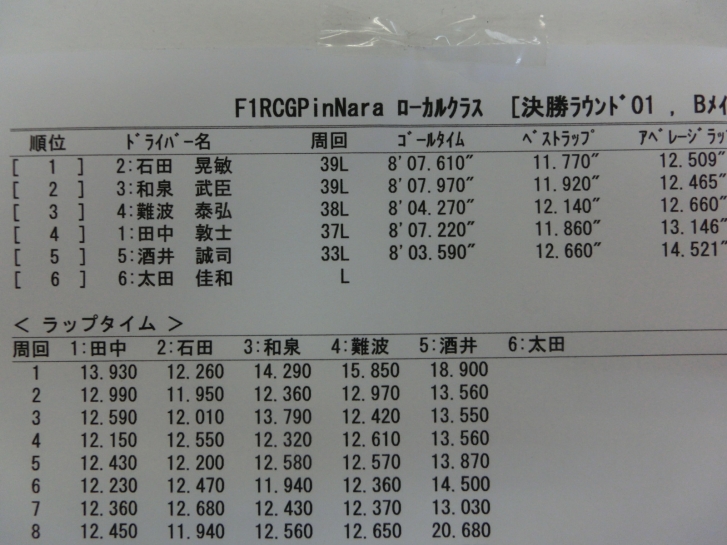 F1RCGPinNara ローカルクラス [決勝ラウンド01 , Bメイ
順位 ドライバー名 周回 ゴールタイム ベストラップ アベレージラッ
[ 1 ] 2:石田 晃敏 39L 8'07.610" 11.770" 12.509"
[ 2 ] 3:和泉 武臣 39L 8'07.970" 11.920" 12.465"
[ 3 ] 4:難波 泰弘 38L 8'04.270" 12.140" 12.660"
[ 4 ] 1:田中 敦士 37L 8'07.220" 11.860" 13.146"
[ 5 ] 5:酒井 誠司 33L 8'03.590" 12.660" 14.521"
[ 6 ] 6:太田 佳和 L
< ラップタイム >
周回 1:田中 2:石田 3:和泉 4:難波 5:酒井 6:太田
1 13.930 12.260 14.290 15.850 18.900
2 12.990 11.950 12.360 12.970 13.560
3 12.590 12.010 13.790 12.420 13.550
4 12.150 12.550 12.320 12.610 13.560
5 12.430 12.200 12.580 12.570 13.870
6 12.230 12.470 11.940 12.360 14.500
7 12.360 12.680 12.430 12.370 13.030
8 12.450 11.940 12.560 12.650 20.680